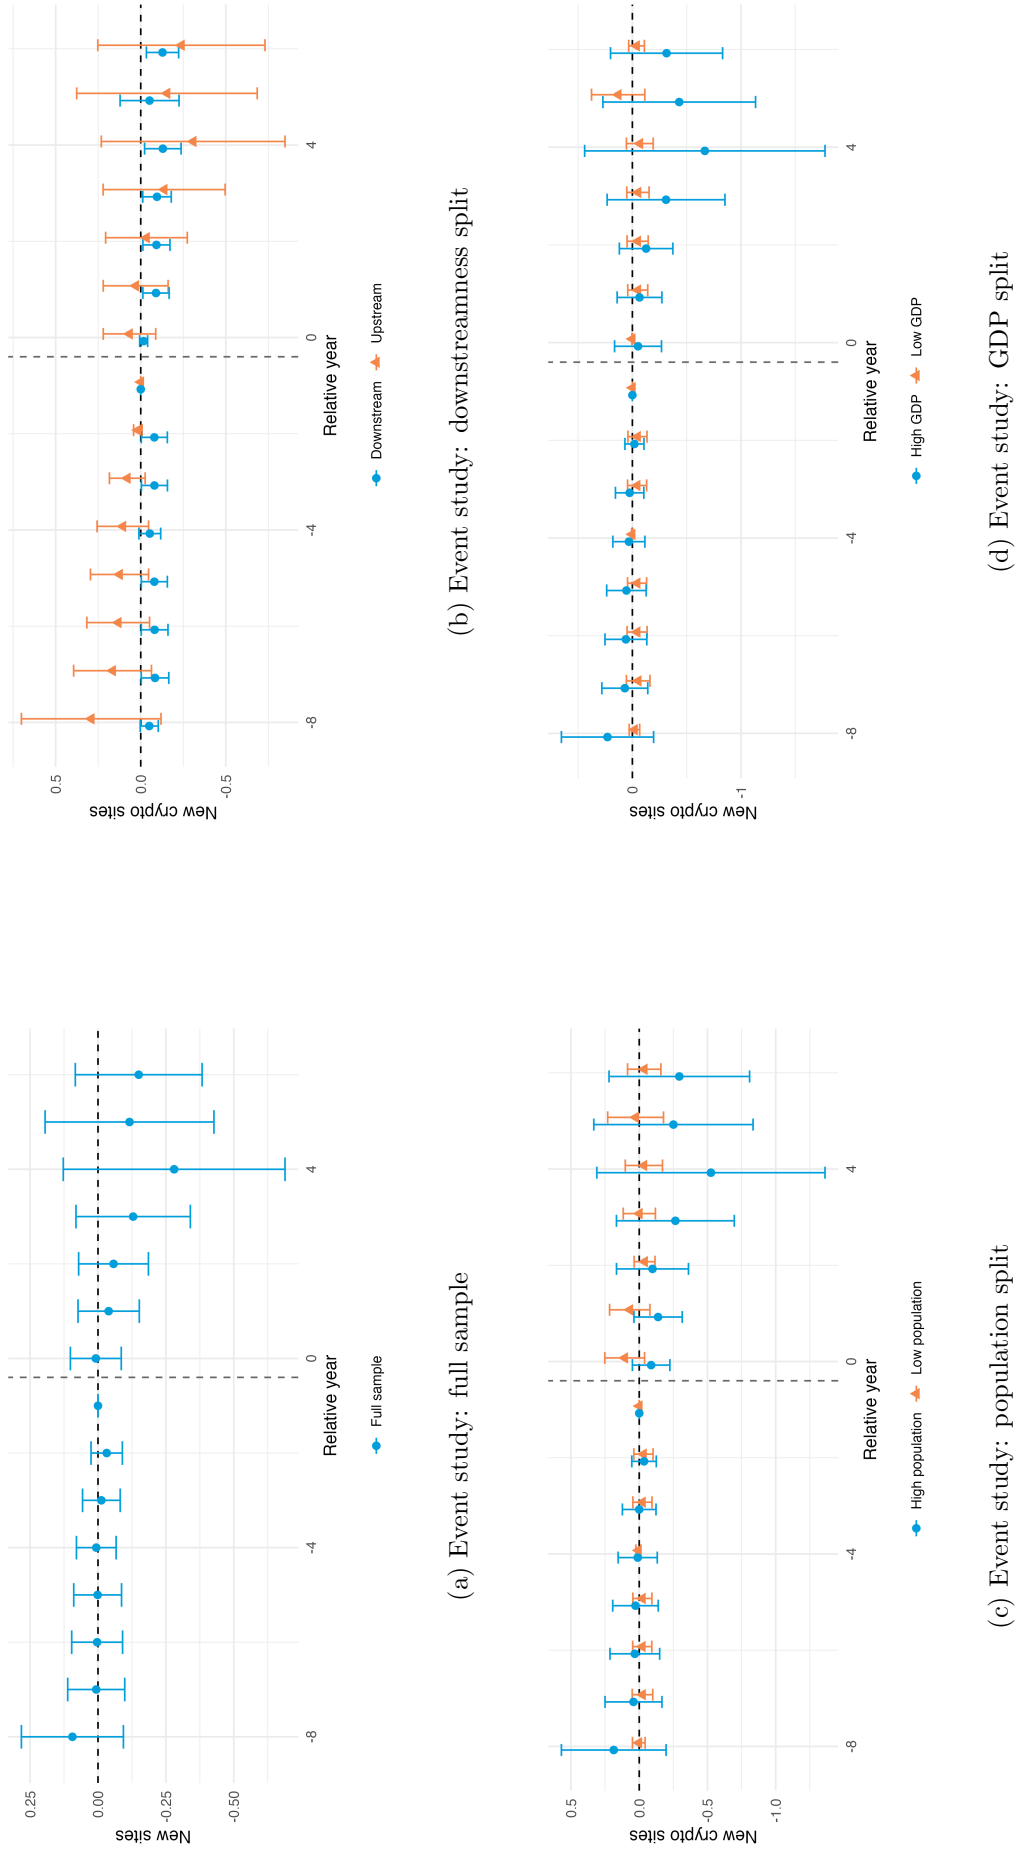 New sites
0.25
0.00
-0.25
-0.50
-8
-4
0
4
Relative year
Full sample
(a) Event study: full sample
New crypto sites
0.5
0.0
-0.5
-8
-4
0
4
Relative year
Downstream Upstream
(b) Event study: downstreamness split
New crypto sites
0.5
0.0
-0.5
-1.0
-8
-4
0
4
Relative year
High population Low population
(c) Event study: population split
New crypto sites
0
-1
-8
-4
0
4
Relative year
High GDP Low GDP
(d) Event study: GDP split